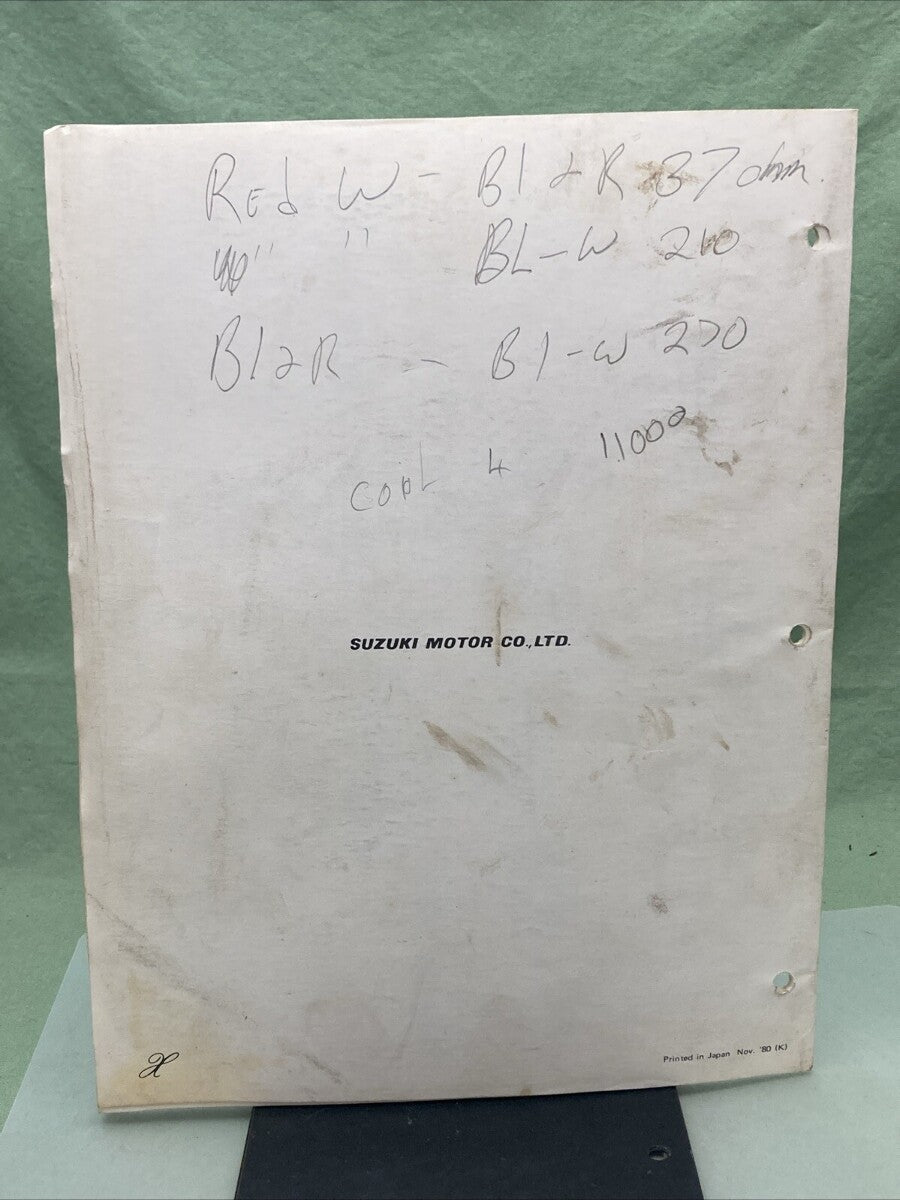 Red W - Bl & R 37 ohm.
" " BL-W 210
Bl & R - Bl-W 270
COOL 4 11000
SUZUKI MOTOR CO.,LTD.
Printed in Japan Nov. '80 (K)